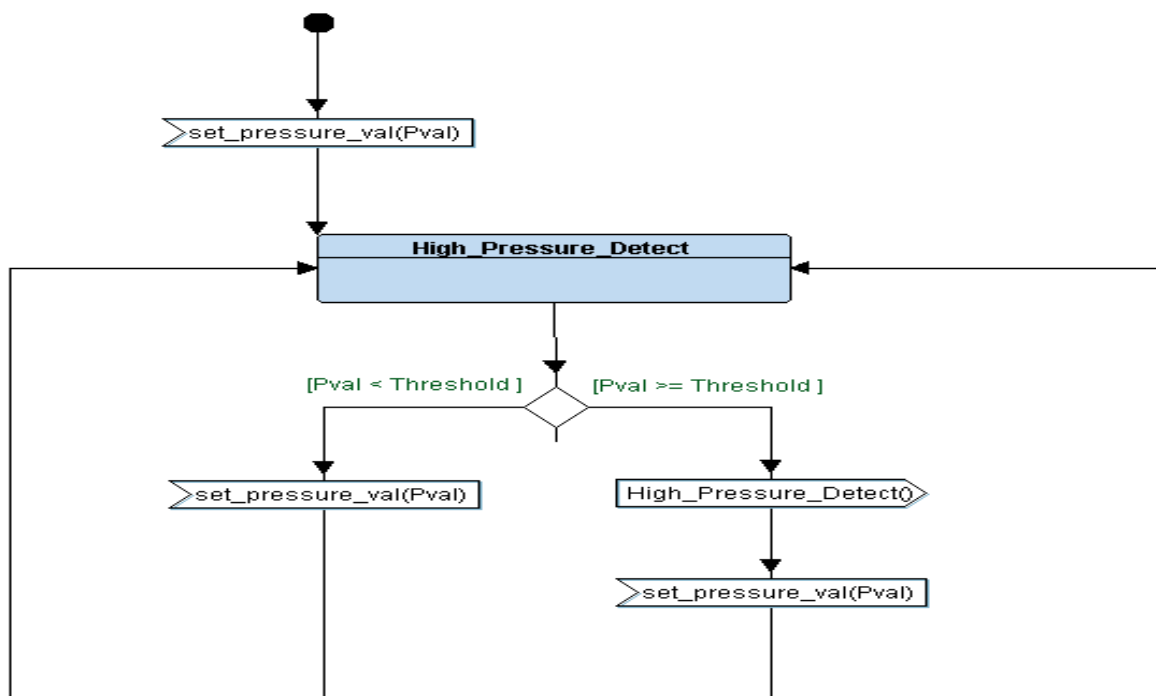 set_pressure_val(Pval)
High_Pressure_Detect
[Pval < Threshold ]
[Pval >= Threshold ]
set_pressure_val(Pval)
High_Pressure_Detect()
set_pressure_val(Pval)